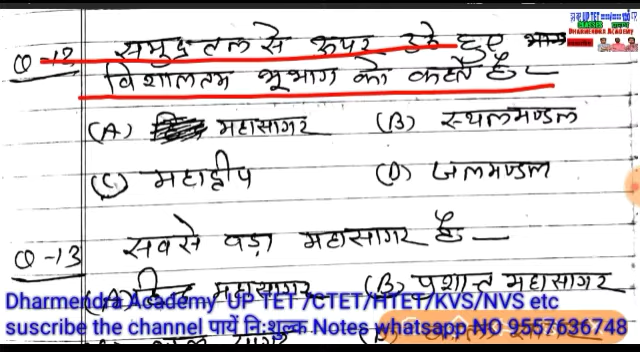 Q-12 समुद्र तल से ऊपर उठे हुए
विशालतम भूभाग को कहते है-
(A) महासागर (B) स्थलमण्डल
(C) महाद्वीप (D) जलमण्डल
Q-13 सबसे बड़ा महासागर है-
(A) हिन्द महासागर (B) प्रशान्त महासागर
Dharmendra Academy UP TET /CTET/HTET/KVS/NVS etc
suscribe the channel पायें नि:शुल्क Notes whatsapp NO 9557636748